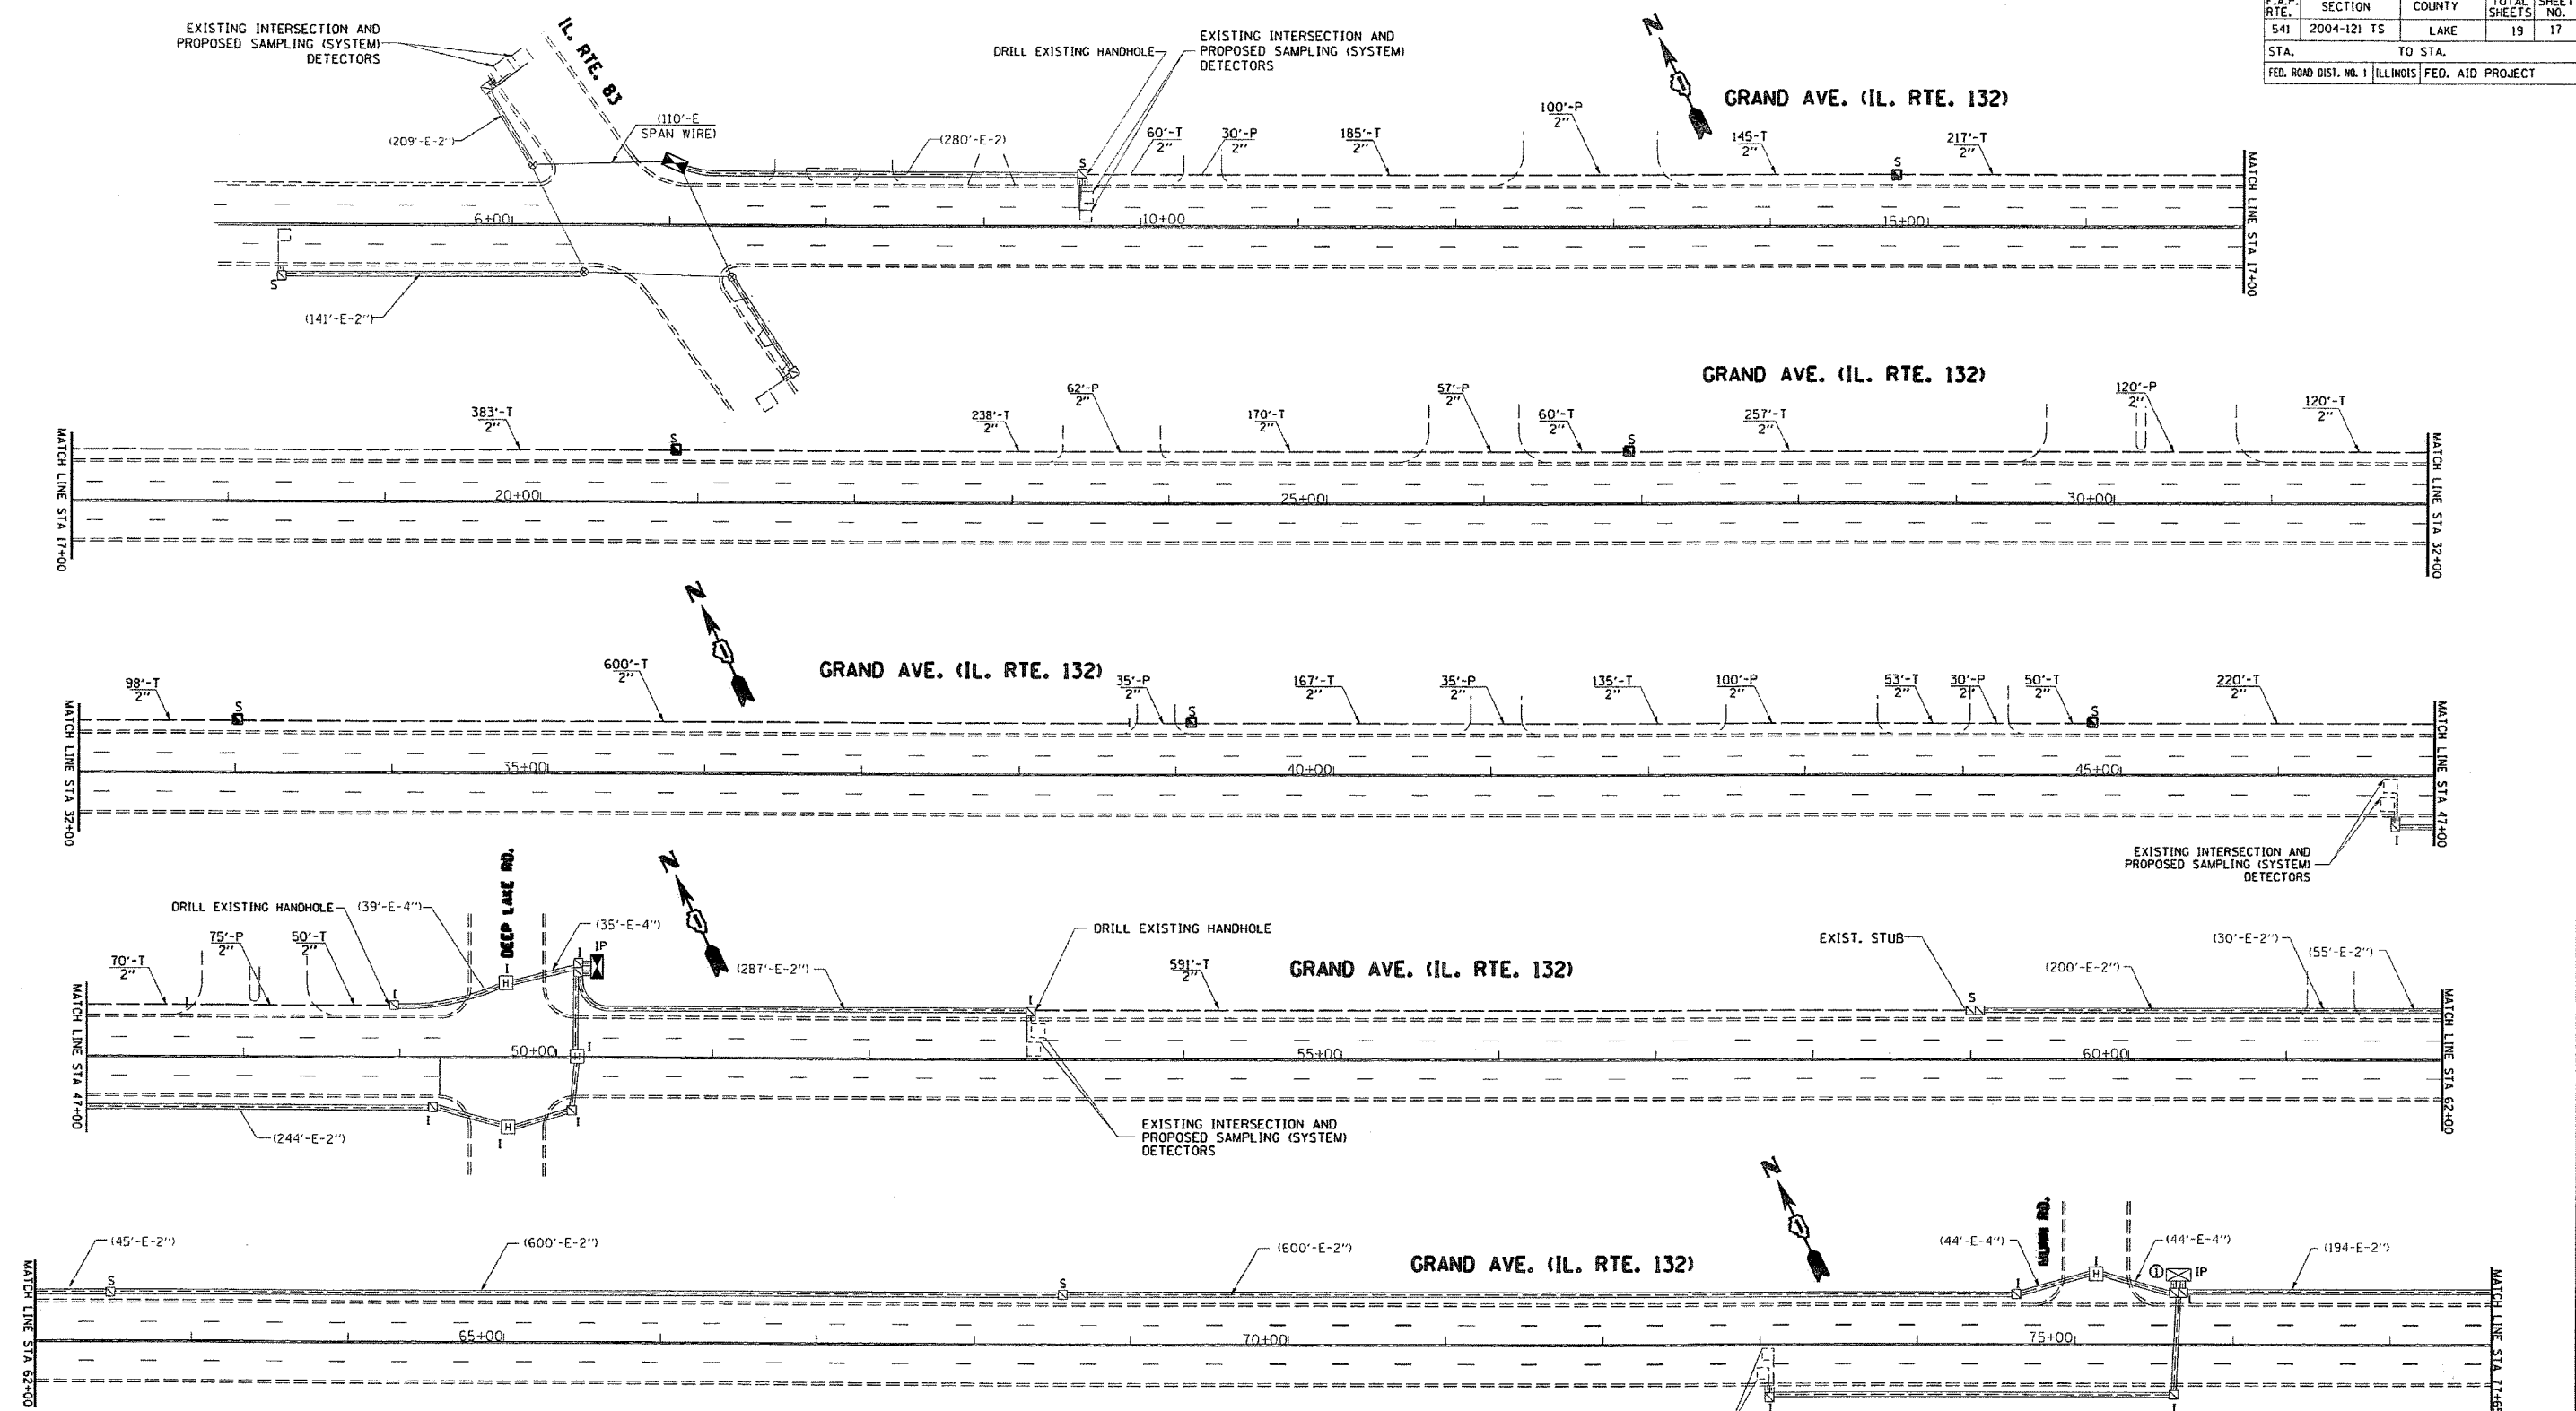 F.A.P. RTE. SECTION COUNTY TOTAL SHEETS SHEET NO.
541 2004-121 TS LAKE 19 17
STA. TO STA.
FED. ROAD DIST. NO. 1 ILLINOIS FED. AID PROJECT
EXISTING INTERSECTION AND
PROPOSED SAMPLING (SYSTEM)
DETECTORS
IL. RTE. 83
DRILL EXISTING HANDHOLE
EXISTING INTERSECTION AND
PROPOSED SAMPLING (SYSTEM)
DETECTORS
N
GRAND AVE. (IL. RTE. 132)
(209'-E-2")
(110'-E
SPAN WIRE)
(280'-E-2)
60'-T
2"
30'-P
2"
185'-T
2"
100'-P
2"
145-T
2"
217'-T
2"
S
S
6+00
10+00
15+00
MATCH LINE STA 17+00
S
(141'-E-2")
GRAND AVE. (IL. RTE. 132)
383'-T
2"
238'-T
2"
62'-P
2"
170'-T
2"
57'-P
2"
60'-T
2"
257'-T
2"
120'-P
2"
120'-T
2"
S
S
MATCH LINE STA 17+00
20+00
25+00
30+00
MATCH LINE STA 32+00
N
GRAND AVE. (IL. RTE. 132)
98'-T
2"
600'-T
2"
35'-P
2"
167'-T
2"
35'-P
2"
135'-T
2"
100'-P
2"
53'-T
2"
30'-P
2"
50'-T
2"
220'-T
2"
S
S
S
MATCH LINE STA 32+00
35+00
40+00
45+00
MATCH LINE STA 47+00
I
EXISTING INTERSECTION AND
PROPOSED SAMPLING (SYSTEM)
DETECTORS
DRILL EXISTING HANDHOLE
(39'-E-4")
DEEP LAKE RD.
(35'-E-4")
N
DRILL EXISTING HANDHOLE
EXIST. STUB
(30'-E-2")
(55'-E-2")
70'-T
2"
75'-P
2"
50'-T
2"
I
I
H
I
IP
(287'-E-2")
I
591'-T
2"
GRAND AVE. (IL. RTE. 132)
S
(200'-E-2")
MATCH LINE STA 47+00
50+00
H
I
55+00
60+00
MATCH LINE STA 62+00
(244'-E-2")
I
H
I
I
EXISTING INTERSECTION AND
PROPOSED SAMPLING (SYSTEM)
DETECTORS
N
(45'-E-2")
(600'-E-2")
(600'-E-2")
GRAND AVE. (IL. RTE. 132)
(44'-E-4")
(44'-E-4")
(194-E-2")
S
S
I
I
H
1
IP
I
MATCH LINE STA 62+00
65+00
70+00
75+00
I
I